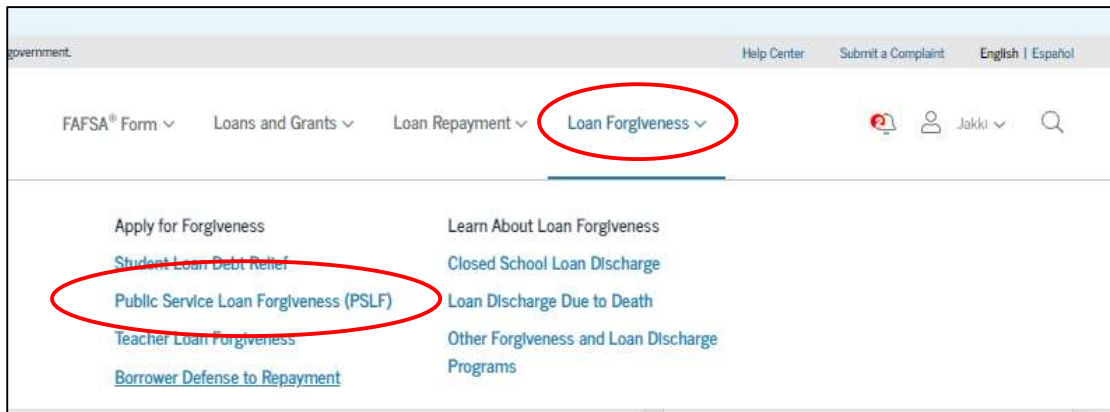 government.
Help Center Submit a Complaint English | Español
FAFSA® Form Loans and Grants Loan Repayment Loan Forgiveness 2 Jakki
Apply for Forgiveness
Student Loan Debt Relief
Public Service Loan Forgiveness (PSLF)
Teacher Loan Forgiveness
Borrower Defense to Repayment
Learn About Loan Forgiveness
Closed School Loan Discharge
Loan Discharge Due to Death
Other Forgiveness and Loan Discharge
Programs